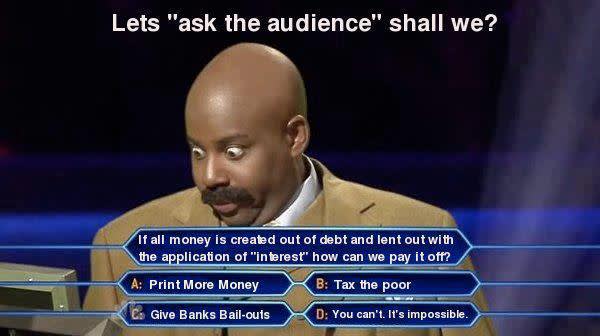 Lets "ask the audience" shall we?
If all money is created out of debt and lent out with
the application of "interest" how can we pay it off?
A: Print More Money
B: Tax the poor
C: Give Banks Bail-outs
D: You can't. It's impossible.